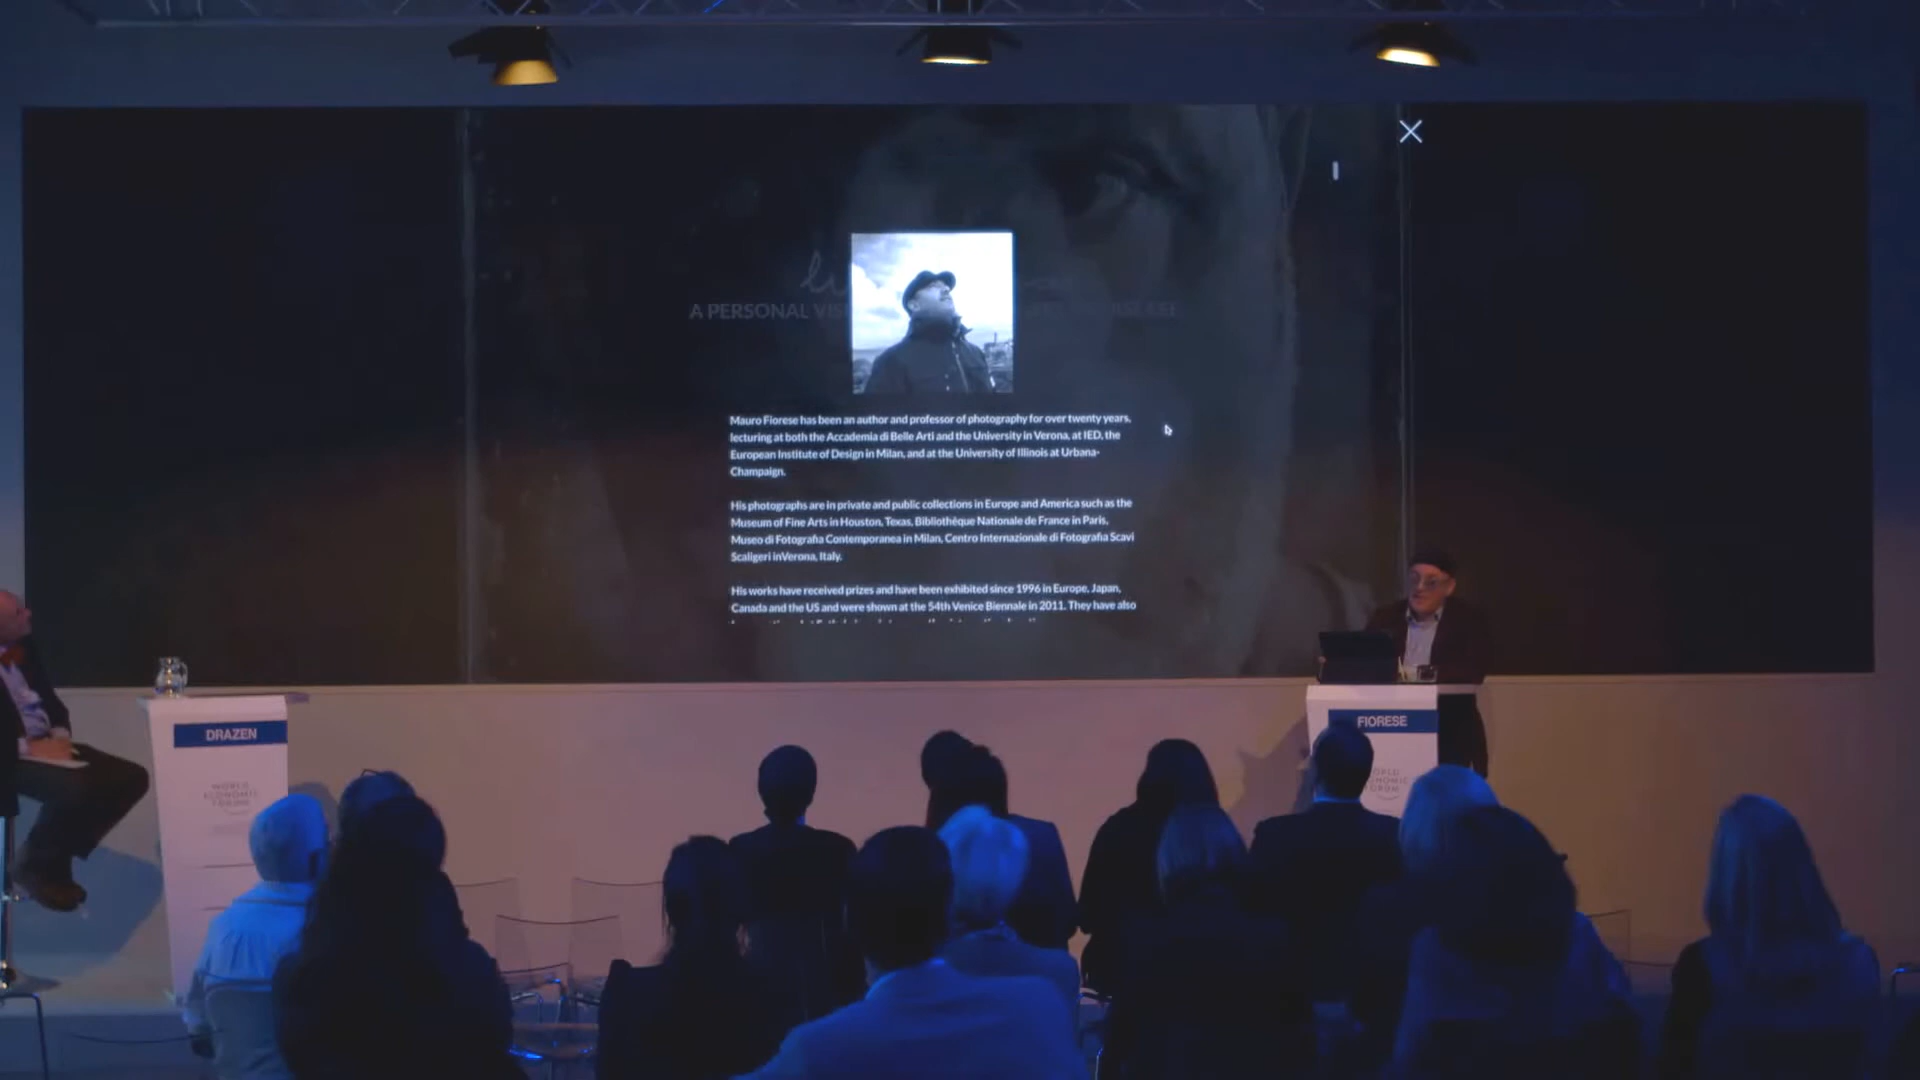 A PERSONAL
Mauro Fiorese has been an author and professor of photography for over twenty years,
lecturing at both the Accademia di Belle Arti and the University in Verona, at IED, the
European Institute of Design in Milan, and at the University of Illinois at Urbana-
Champaign.
His photographs are in private and public collections in Europe and America such as the
Museum of Fine Arts in Houston, Texas, Bibliothèque Nationale de France in Paris,
Museo di Fotografia Contemporanea in Milan, Centro Internazionale di Fotografia Scavi
Scaligeri inVerona, Italy.
His works have received prizes and have been exhibited since 1996 in Europe, Japan,
Canada and the US and were shown at the 54th Venice Biennale in 2011. They have also
DRAZEN
WORLD
ECONOMIC
FORUM
FIORESE